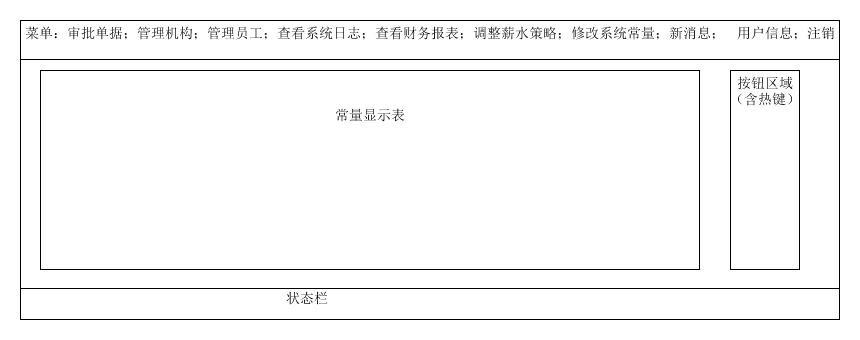 菜单：审批单据；管理机构；管理员工；查看系统日志；查看财务报表；调整薪水策略；修改系统常量；新消息； 用户信息；注销
按钮区域
（含热键）
常量显示表
状态栏